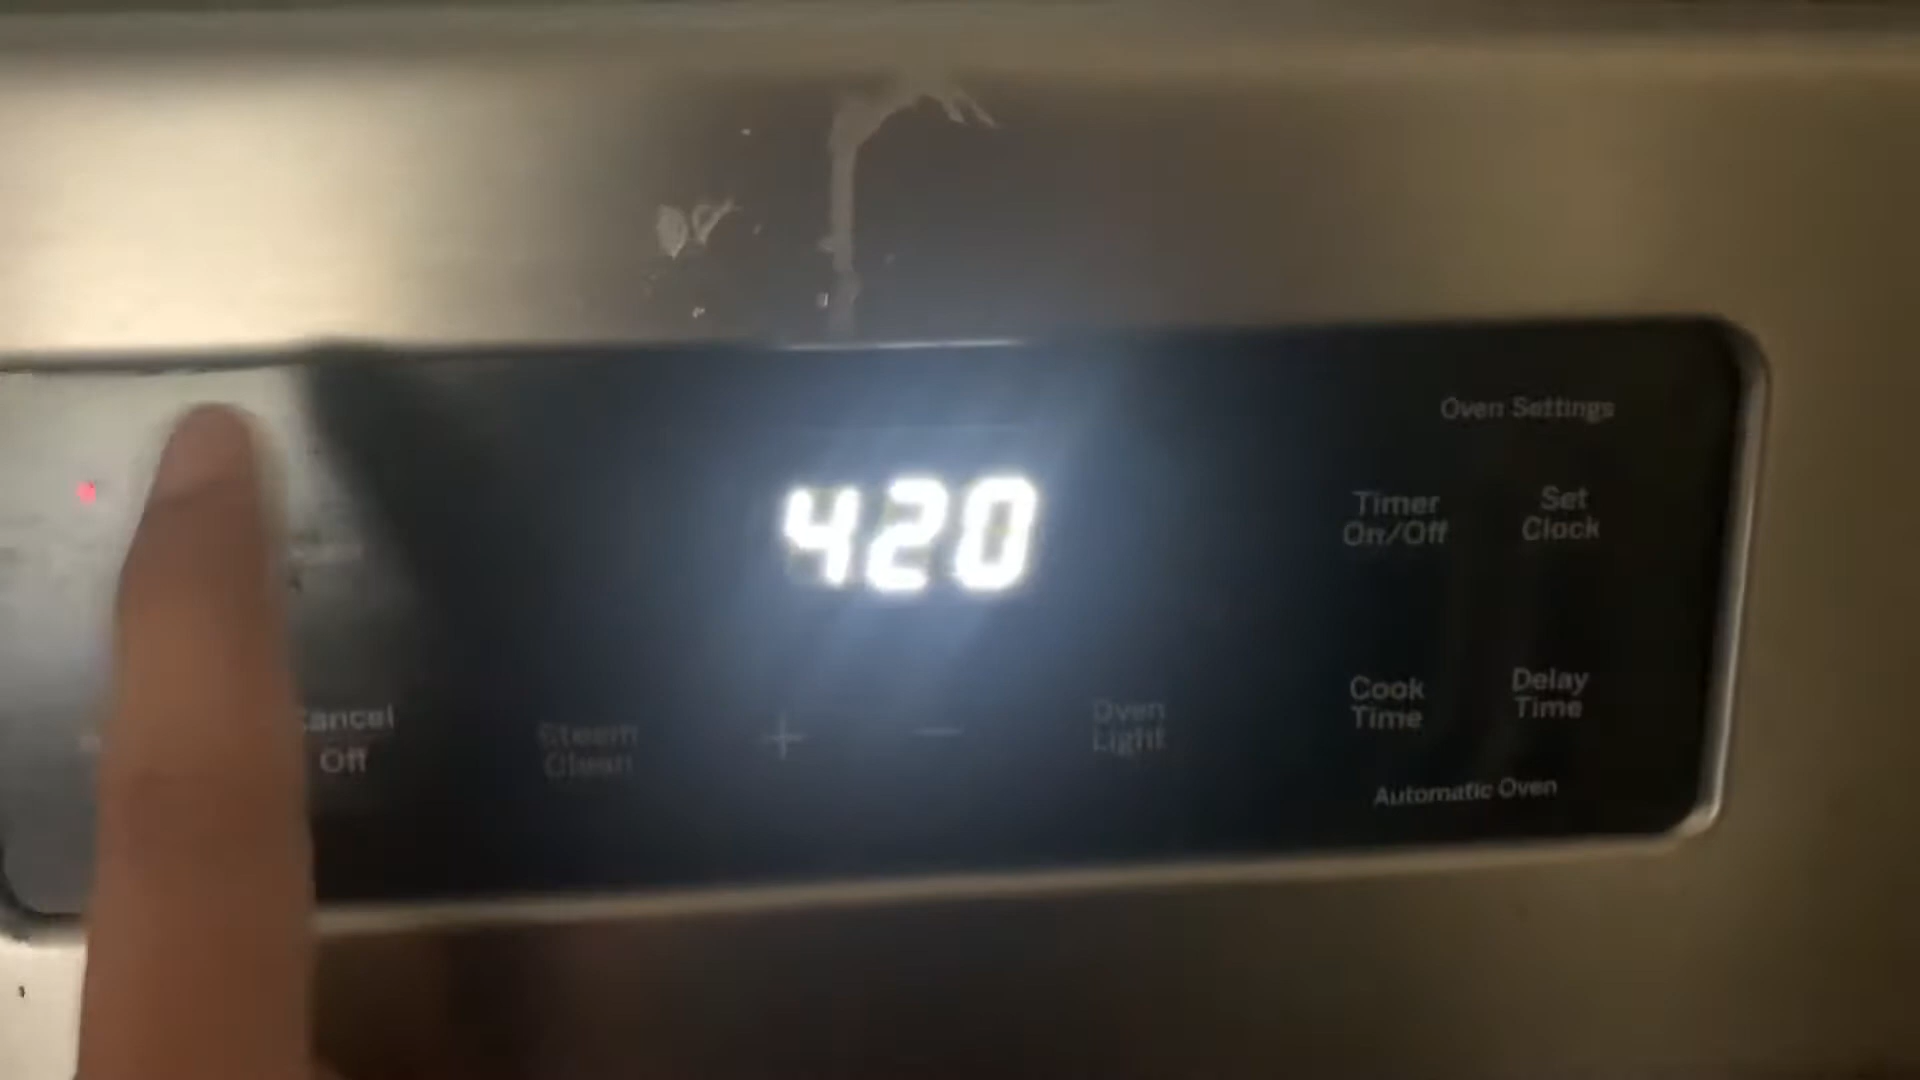 Oven Settings
420
Timer
On/Off
Set
Clock
Cancel
Off
Steam
Clean
+
−
Oven
Light
Cook
Time
Delay
Time
Automatic Oven